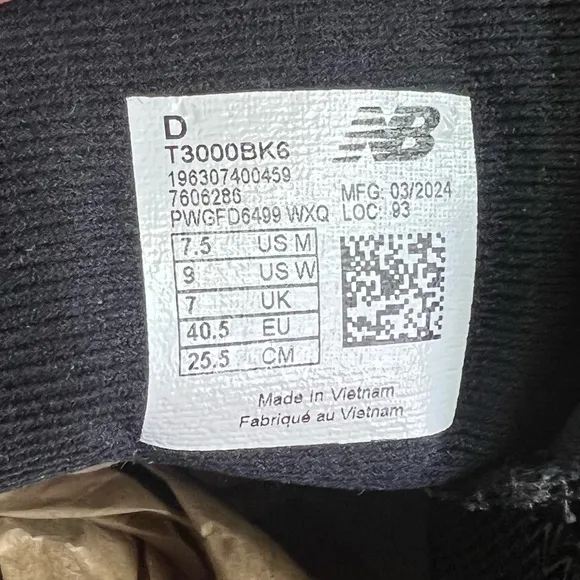 D
NB
T3000BK6
196307400459
7606286
PWGFD6499 WXQ
MFG: 03/2024
LOC: 93
7.5 US M
9 US W
7 UK
40.5 EU
25.5 CM
Made in Vietnam
Fabriqué au Vietnam